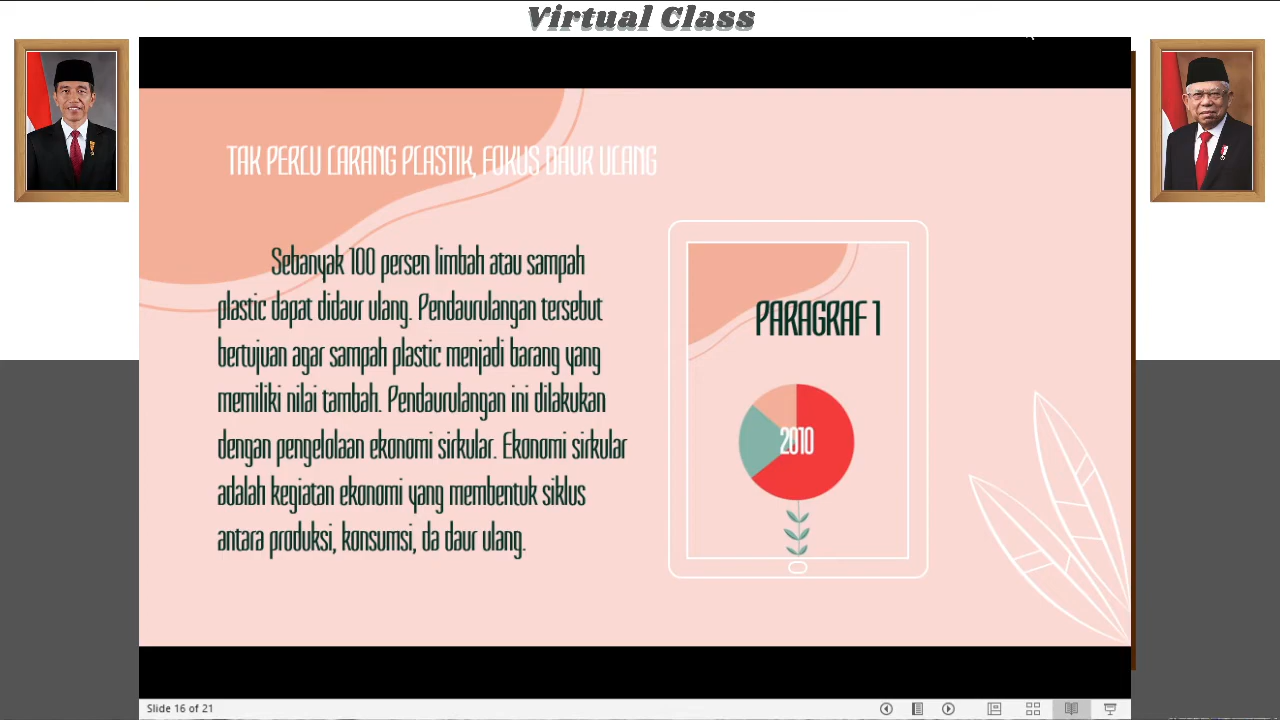 Virtual Class
TAK PERLU LARANG PLASTIK, FOKUS DAUR ULANG
Sebanyak 100 persen limbah atau sampah
plastic dapat didaur ulang. Pendaurulangan tersebut
bertujuan agar sampah plastic menjadi barang yang
memiliki nilai tambah. Pendaurulangan ini dilakukan
dengan pengelolaan ekonomi sirkular. Ekonomi sirkular
adalah kegiatan ekonomi yang membentuk siklus
antara produksi, konsumsi, da daur ulang.
PARAGRAF 1
2010
Slide 16 of 21